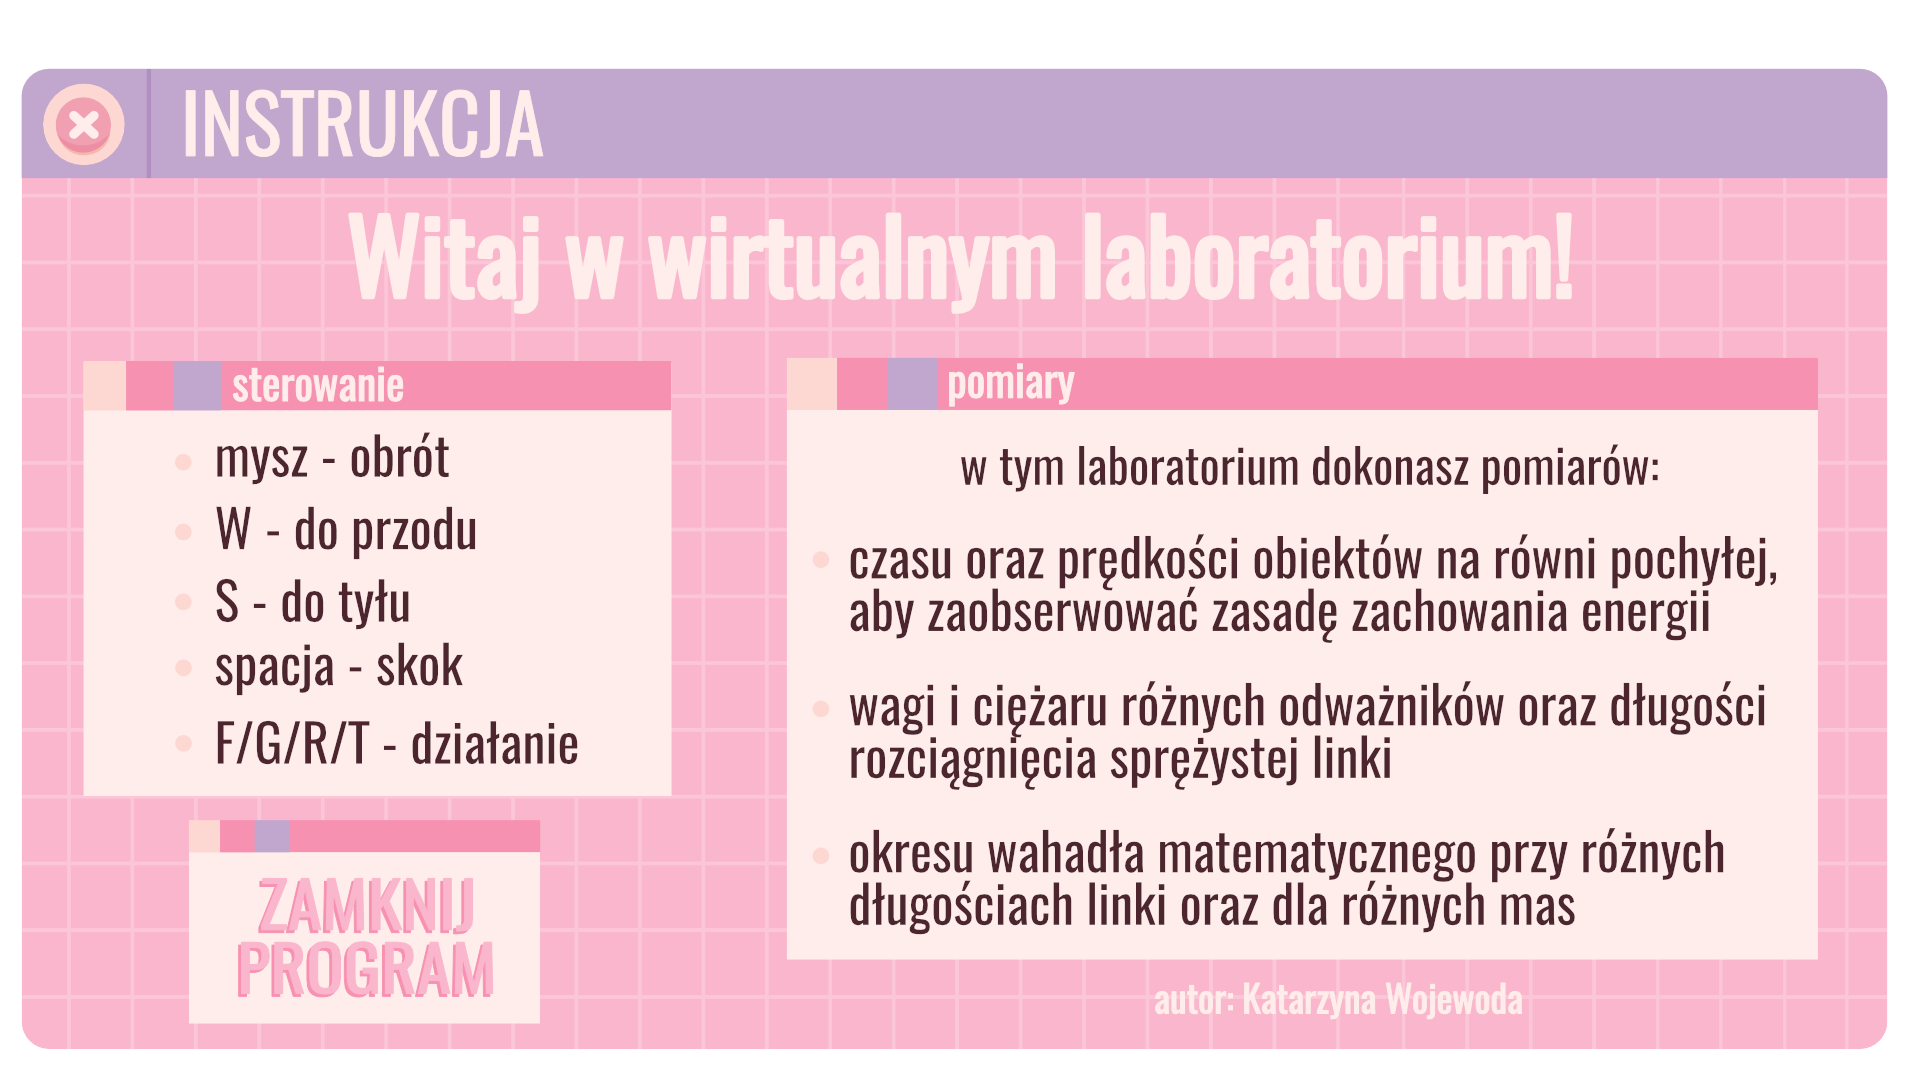 INSTRUKCJA
Witaj w wirtualnym laboratorium!
sterowanie
mysz - obrót
W - do przodu
S - do tyłu
spacja - skok
F/G/R/T - działanie
ZAMKNIJ
PROGRAM
pomiary
w tym laboratorium dokonasz pomiarów:
czasu oraz prędkości obiektów na równi pochyłej,
aby zaobserwować zasadę zachowania energii
wagi i ciężaru różnych odważników oraz długości
rozciągnięcia sprężystej linki
okresu wahadła matematycznego przy różnych
długościach linki oraz dla różnych mas
autor: Katarzyna Wojewoda